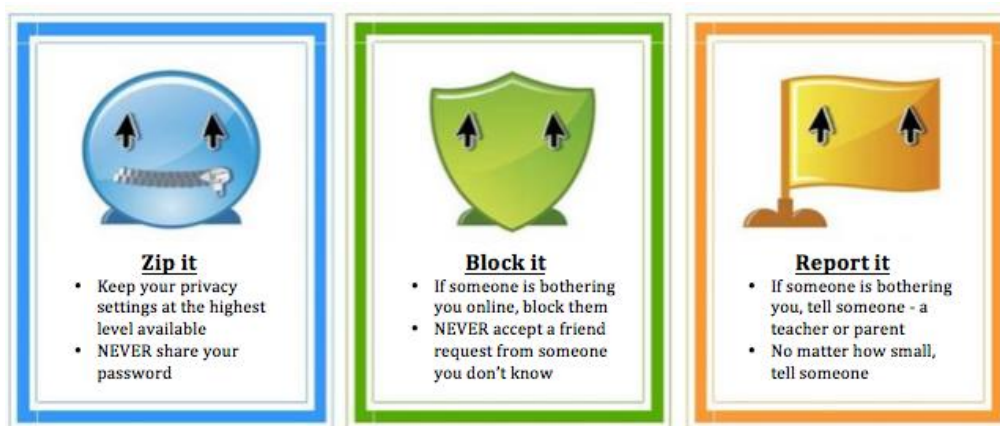 Zip it
• Keep your privacy
settings at the highest
level available
• NEVER share your
password
Block it
• If someone is bothering
you online, block them
• NEVER accept a friend
request from someone
you don't know
Report it
• If someone is bothering
you, tell someone - a
teacher or parent
• No matter how small,
tell someone